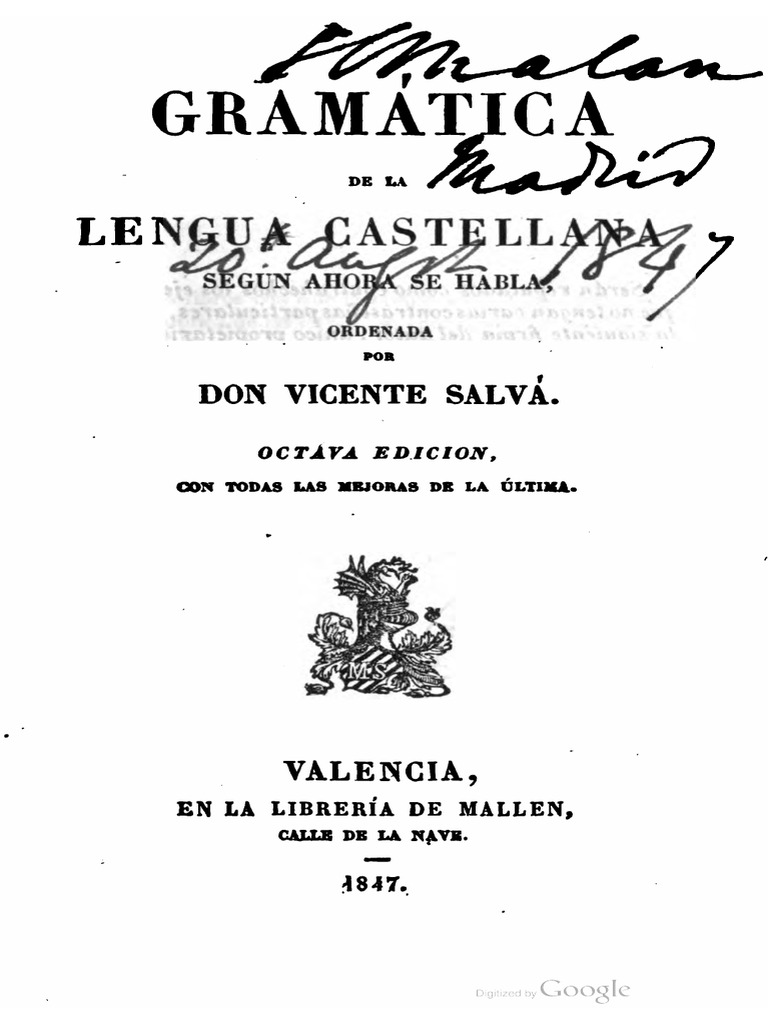 Malan
GRAMÁTICA
DE LA
Madrid
LENGUA CASTELLANA
20. August 1847
SEGUN AHORA SE HABLA,
ORDENADA
POR
DON VICENTE SALVÁ.
OCTAVA EDICION,
CON TODAS LAS MEJORAS DE LA ÚLTIMA.
MS
VALENCIA,
EN LA LIBRERÍA DE MALLEN,
CALLE DE LA NAVE.
1847.
Digitized by Google